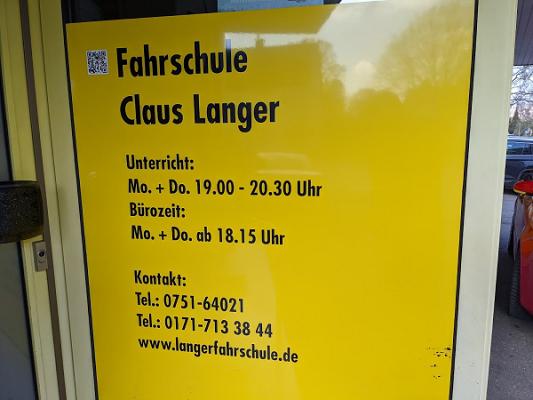 Fahrschule
Claus Langer
Unterricht:
Mo. + Do. 19.00 - 20.30 Uhr
Bürozeit:
Mo. + Do. ab 18.15 Uhr
Kontakt:
Tel.: 0751-64021
Tel.: 0171-713 38 44
www.langerfahrschule.de